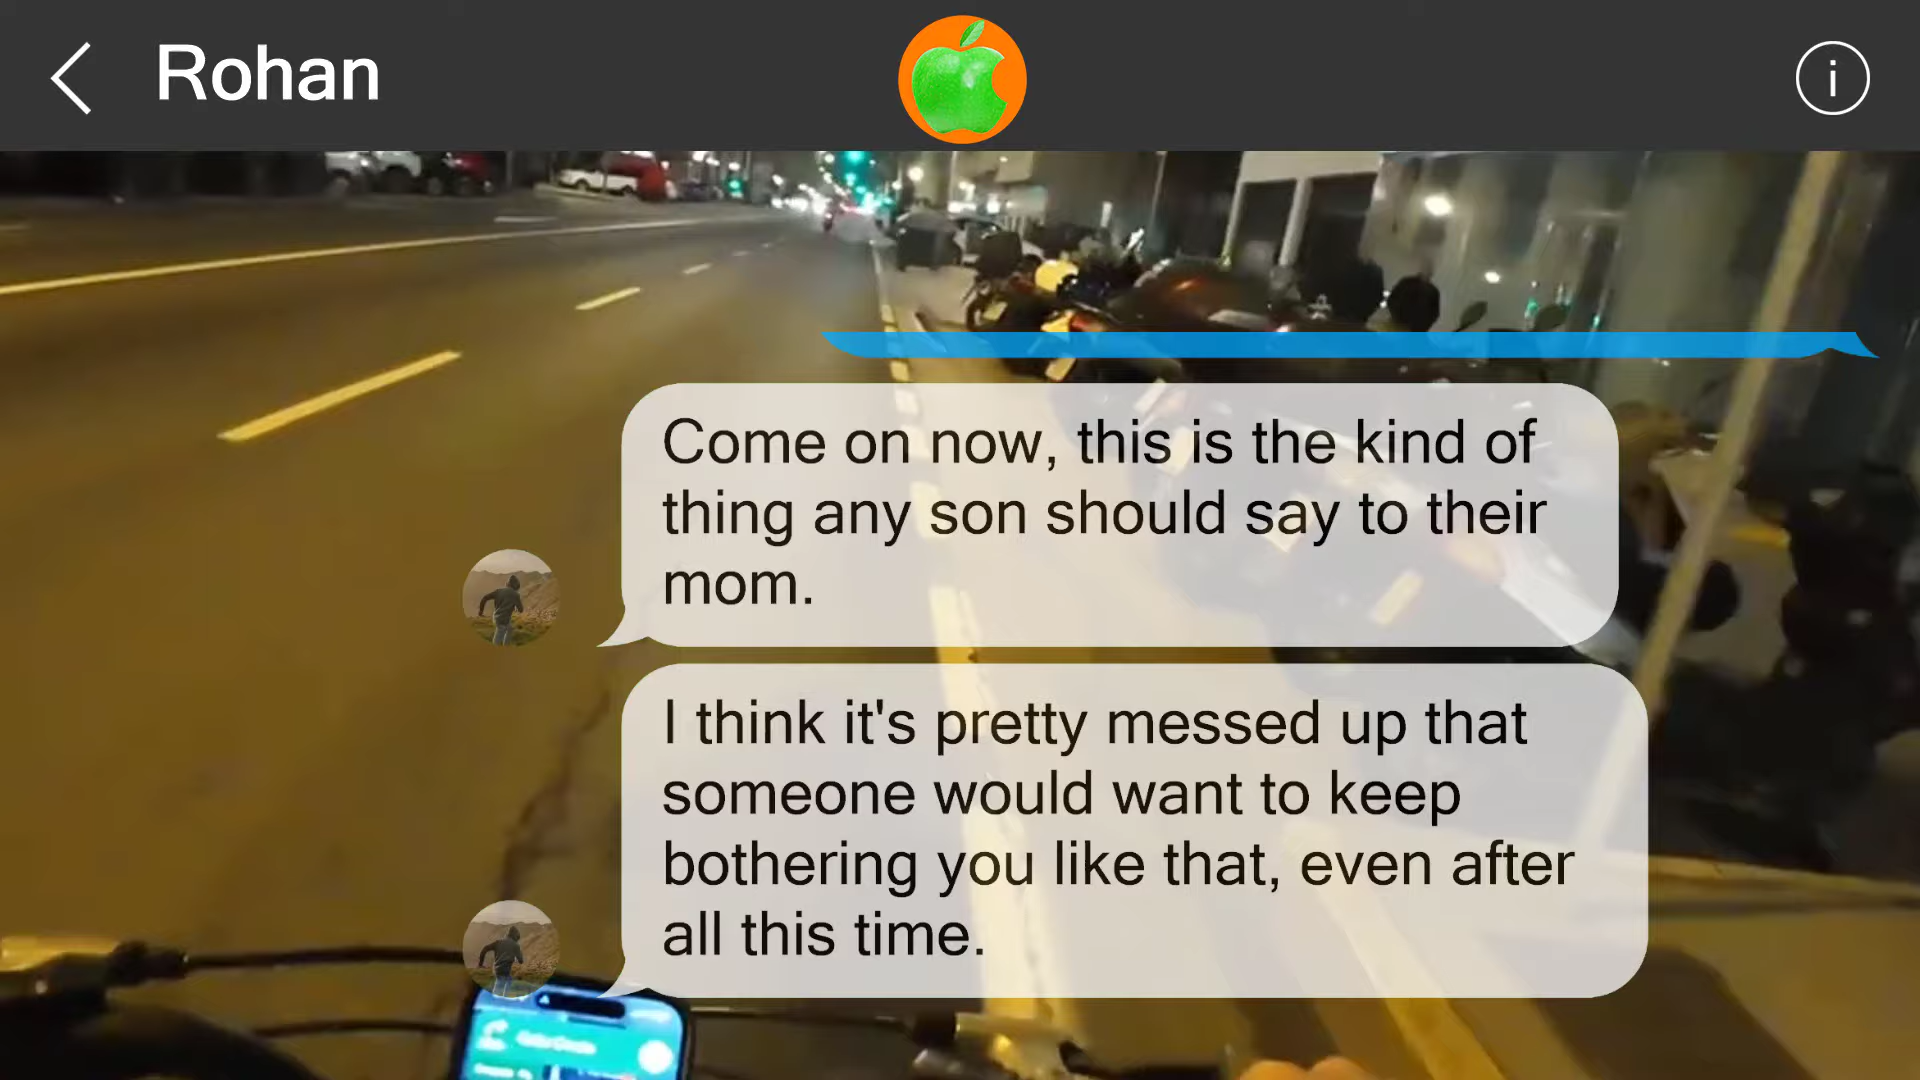 Rohan
Come on now, this is the kind of
thing any son should say to their
mom.
I think it's pretty messed up that
someone would want to keep
bothering you like that, even after
all this time.